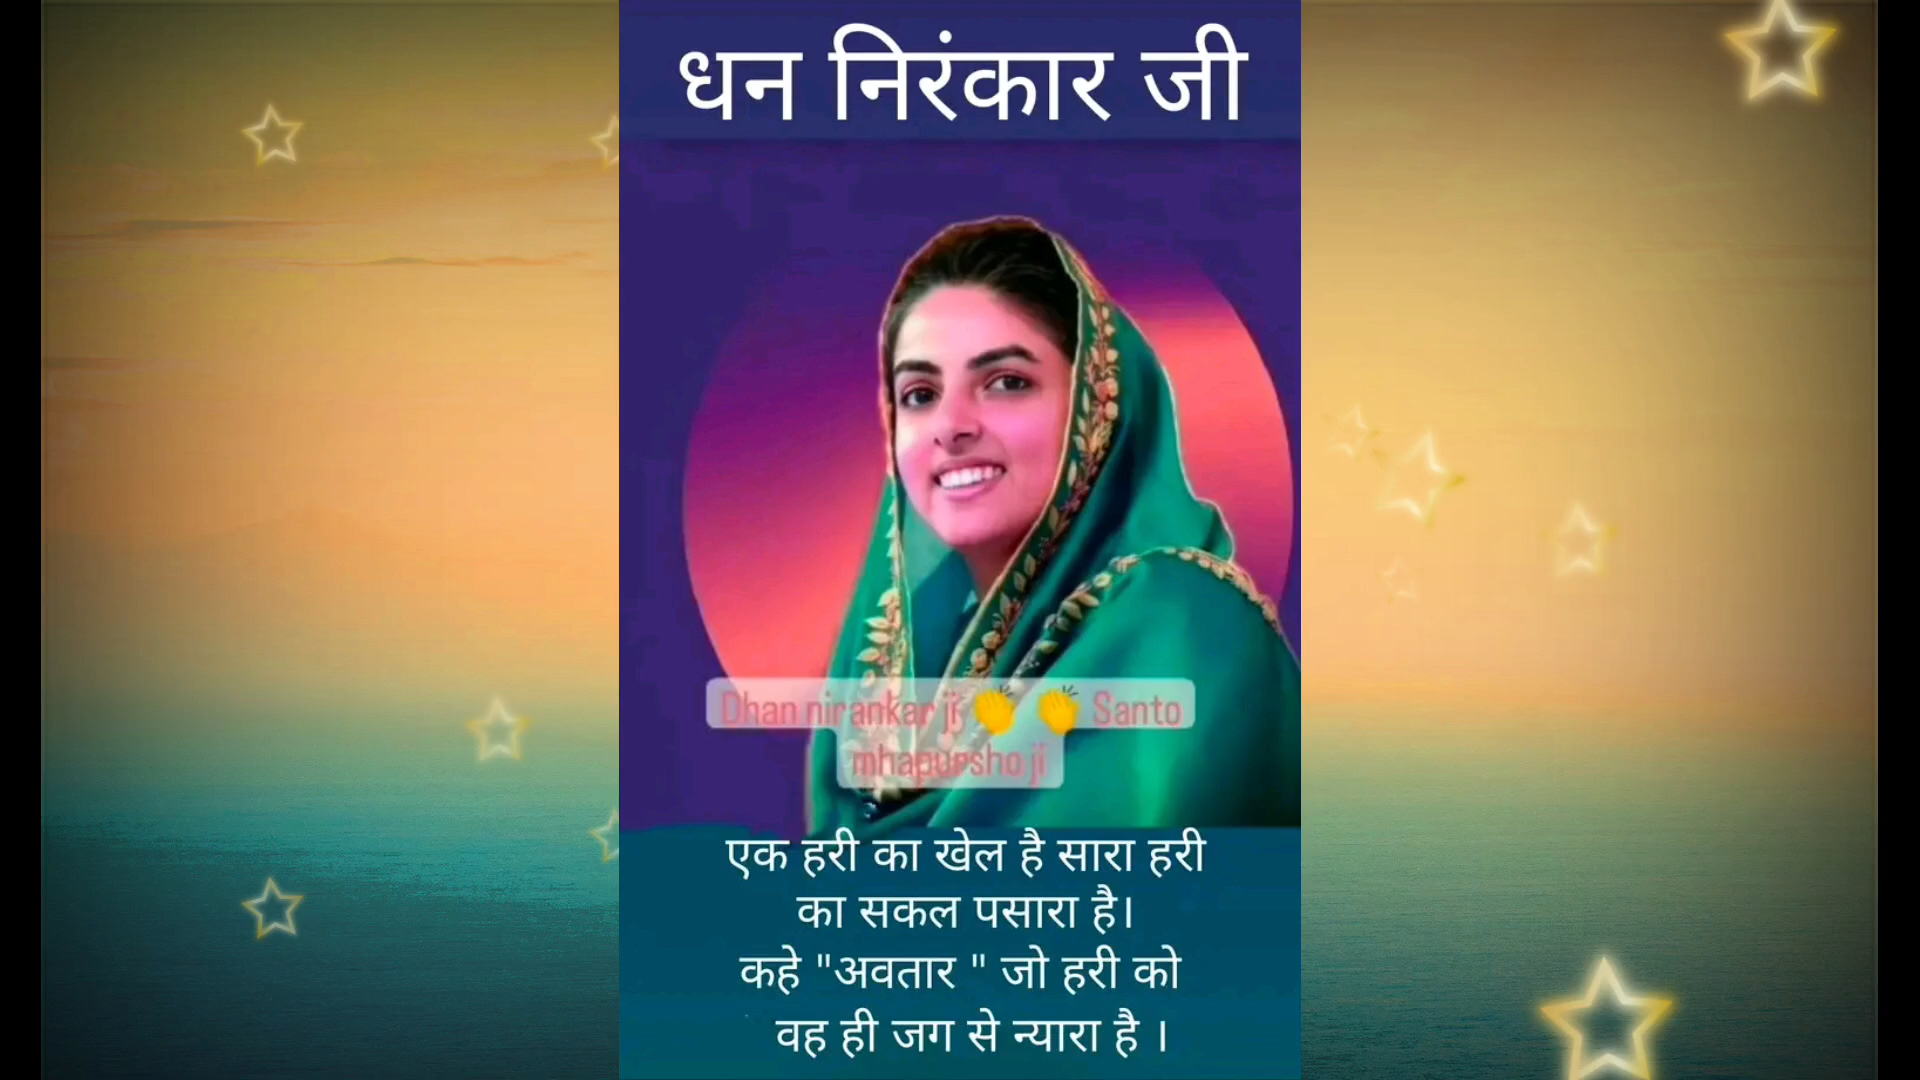 धन निरंकार जी
Dhan nirankar ji 👏 👏 Santo
mhapursho ji
एक हरी का खेल है सारा हरी
का सकल पसारा है।
कहे "अवतार " जो हरी को
वह ही जग से न्यारा है ।